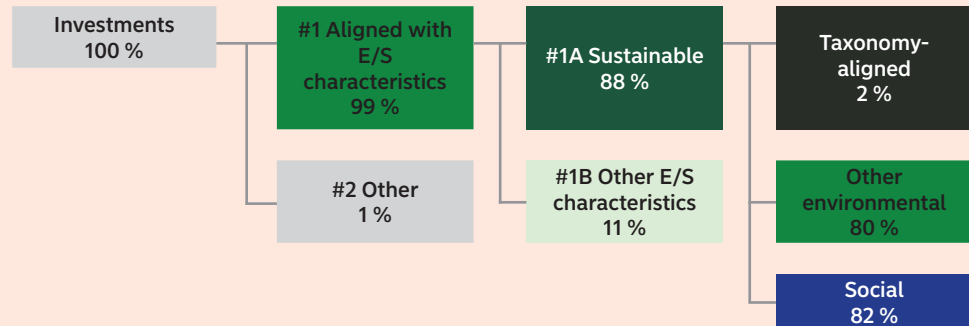 Investments
100 %
#1 Aligned with
E/S
characteristics
99 %
#2 Other
1 %
#1A Sustainable
88 %
#1B Other E/S
characteristics
11 %
Taxonomy-
aligned
2 %
Other
environmental
80 %
Social
82 %